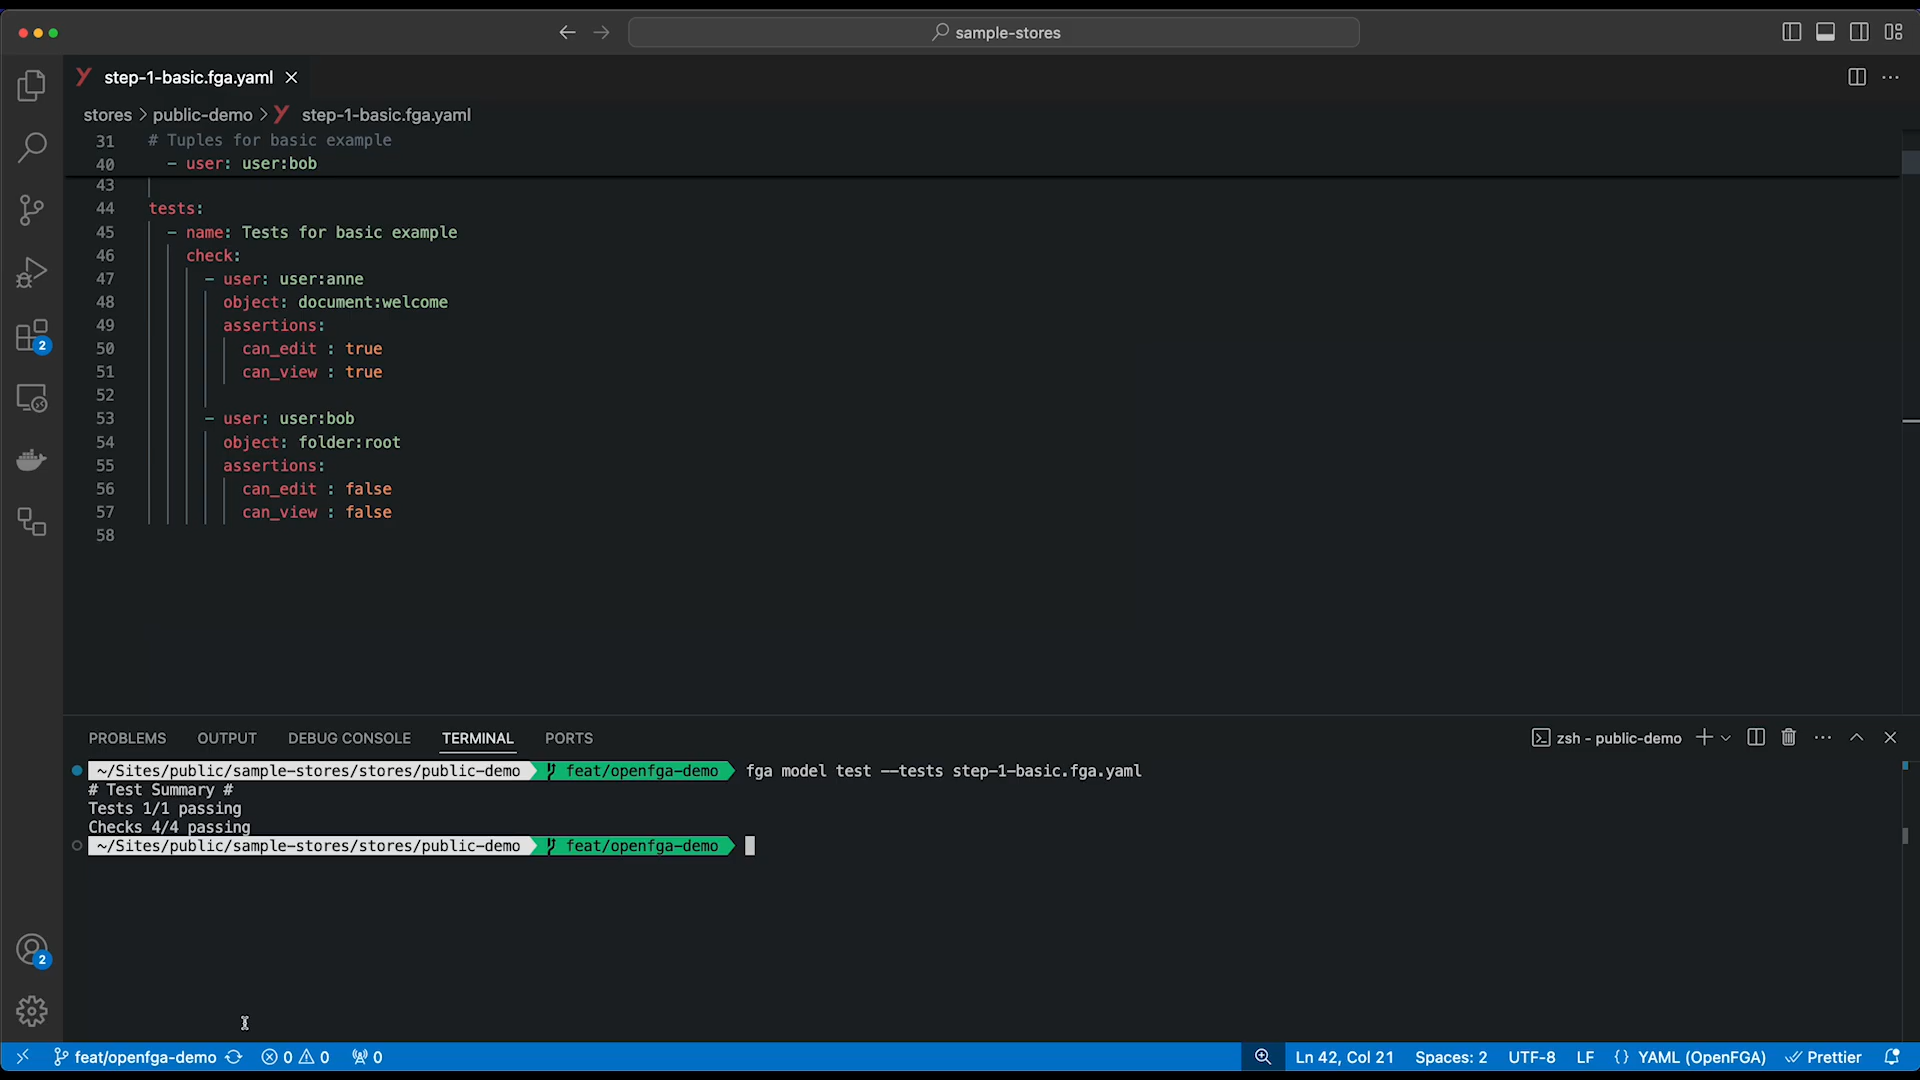 sample-stores
step-1-basic.fga.yaml
stores > public-demo > step-1-basic.fga.yaml
31 # Tuples for basic example
40 - user: user:bob
43
44 tests:
45 - name: Tests for basic example
46 check:
47 - user: user:anne
48 object: document:welcome
49 assertions:
50 can_edit : true
51 can_view : true
52
53 - user: user:bob
54 object: folder:root
55 assertions:
56 can_edit : false
57 can_view : false
58
2
2
PROBLEMS OUTPUT DEBUG CONSOLE TERMINAL PORTS zsh - public-demo
~/Sites/public/sample-stores/stores/public-demo feat/openfga-demo fga model test --tests step-1-basic.fga.yaml
# Test Summary #
Tests 1/1 passing
Checks 4/4 passing
~/Sites/public/sample-stores/stores/public-demo feat/openfga-demo
feat/openfga-demo 0 0 0 Ln 42, Col 21 Spaces: 2 UTF-8 LF {} YAML (OpenFGA) Prettier